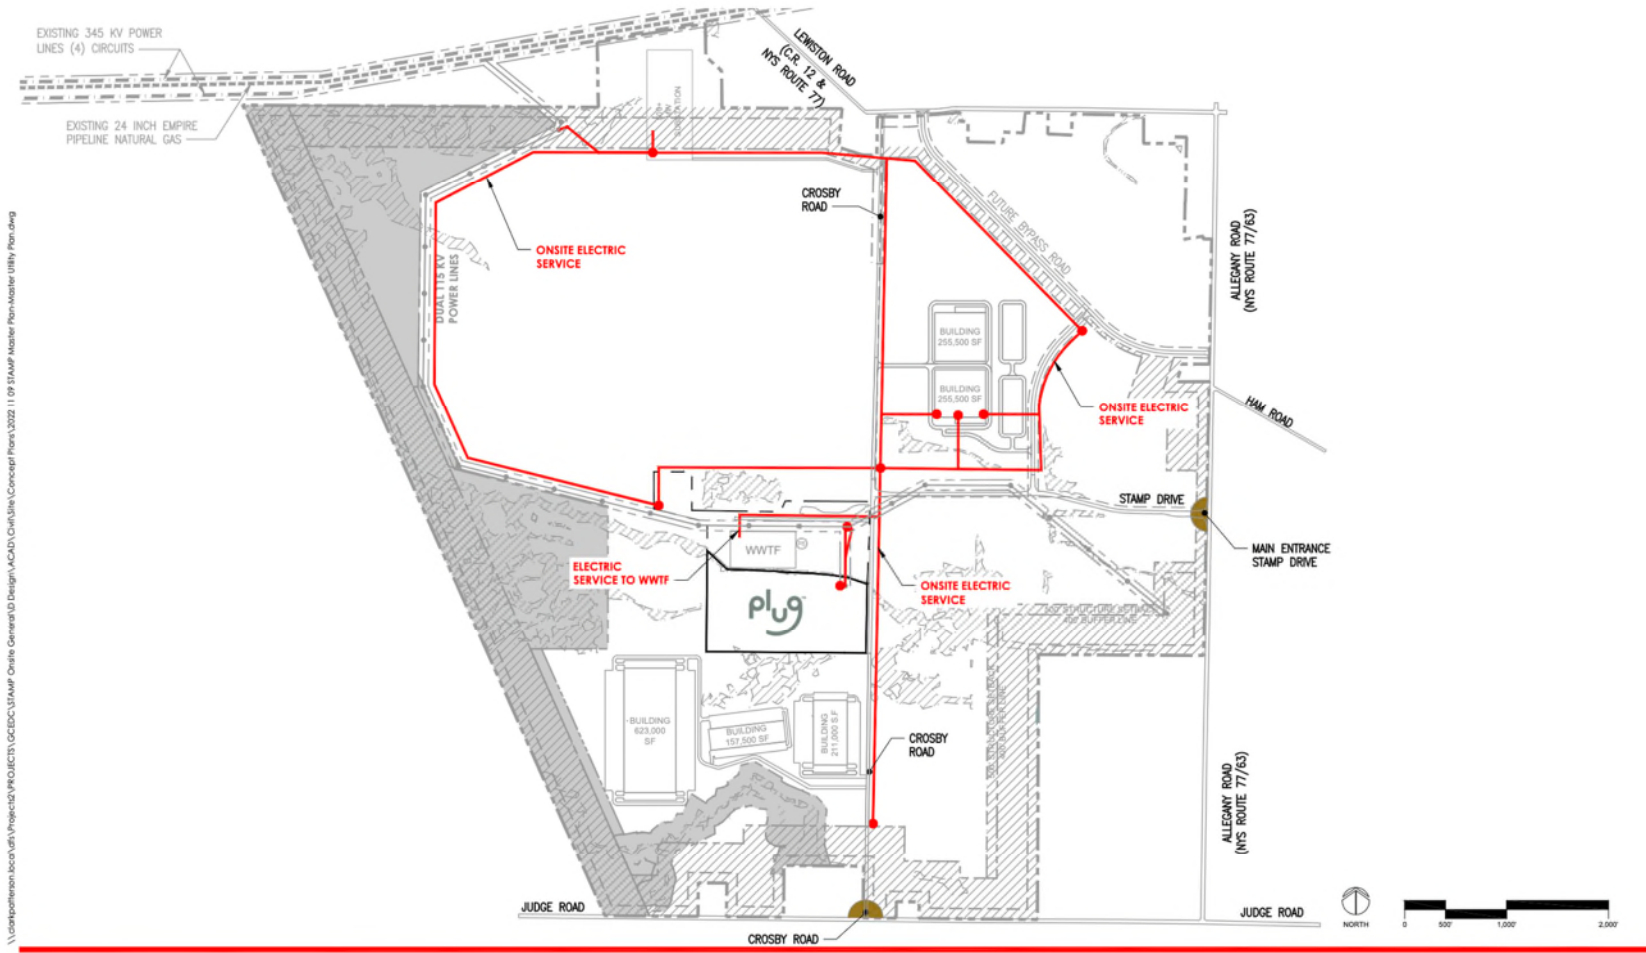 EXISTING 345 KV POWER
LINES (4) CIRCUITS
EXISTING 24 INCH EMPIRE
PIPELINE NATURAL GAS
LEWISTON ROAD
(C.R. 12 &
NYS ROUTE 77)
SUBSTATION
CROSBY
ROAD
FUTURE BYPASS ROAD
ALLEGANY ROAD
(NYS ROUTE 77/63)
ONSITE ELECTRIC
SERVICE
DUAL 115 KV
POWER LINES
BUILDING
255,500 SF
BUILDING
255,500 SF
ONSITE ELECTRIC
SERVICE
HAM ROAD
STAMP DRIVE
MAIN ENTRANCE
STAMP DRIVE
WWTF
ELECTRIC
SERVICE TO WWTF
ONSITE ELECTRIC
SERVICE
plug
400' BUFFER LINE
BUILDING
623,000
SF
BUILDING
157,500 SF
BUILDING
211,000 S.F
CROSBY
ROAD
ALLEGANY ROAD
(NYS ROUTE 77/63)
JUDGE ROAD
CROSBY ROAD
JUDGE ROAD
NORTH
0 500' 1,000' 2,000'